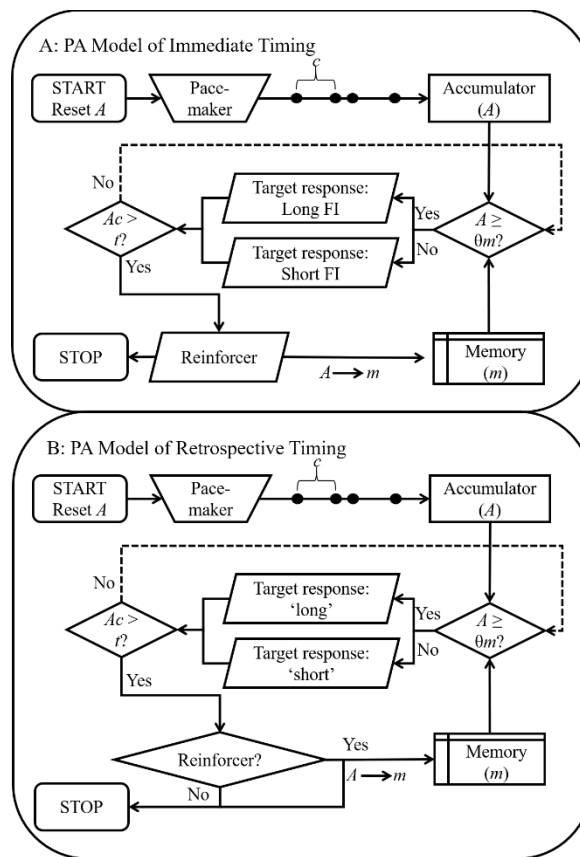 A: PA Model of Immediate Timing
c
START
Reset A
Pace-
maker
Accumulator
(A)
No
Target response:
Long FI
Yes
Ac >
t?
A ≥
θm?
No
Target response:
Short FI
Yes
STOP
Reinforcer
A → m
Memory
(m)
B: PA Model of Retrospective Timing
c
START
Reset A
Pace-
maker
Accumulator
(A)
No
Target response:
‘long’
Yes
Ac >
t?
A ≥
θm?
No
Target response:
‘short’
Yes
Reinforcer?
Yes
A → m
Memory
(m)
No
STOP